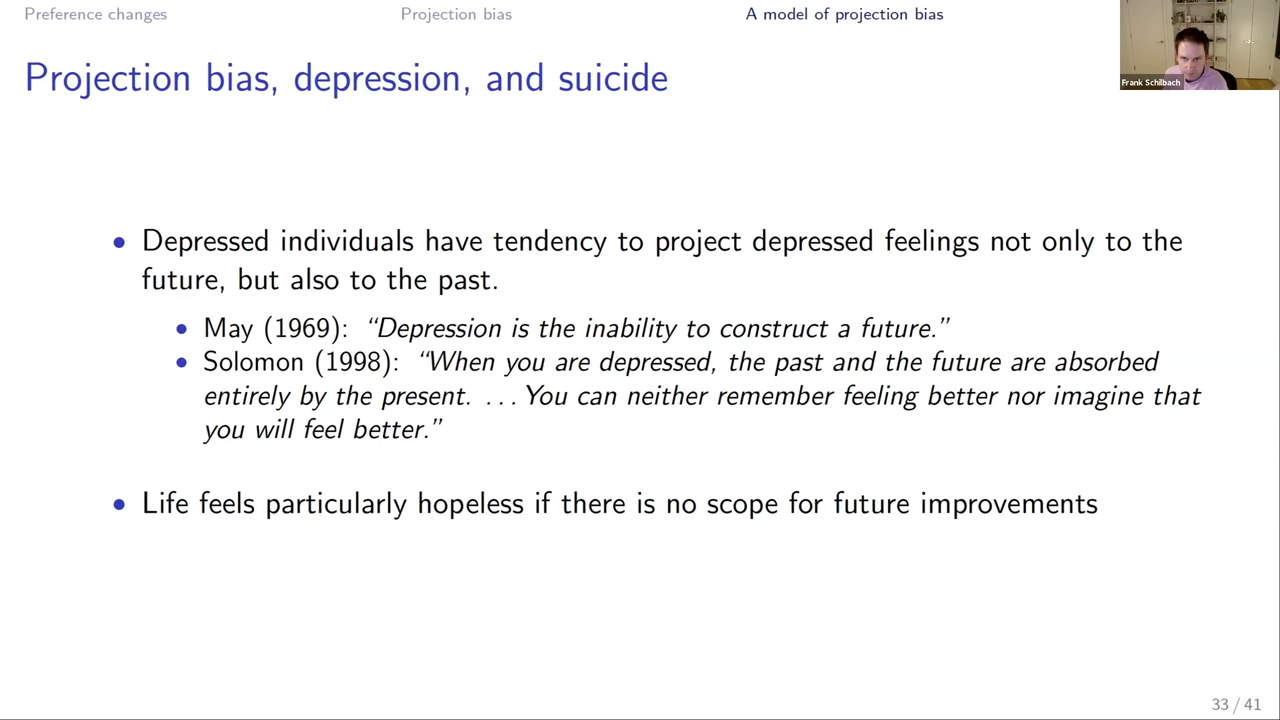 Preference changes Projection bias A model of projection bias
Frank Schilbach
Projection bias, depression, and suicide
• Depressed individuals have tendency to project depressed feelings not only to the
future, but also to the past.
• May (1969): “Depression is the inability to construct a future.”
• Solomon (1998): “When you are depressed, the past and the future are absorbed
entirely by the present. ...You can neither remember feeling better nor imagine that
you will feel better.”
• Life feels particularly hopeless if there is no scope for future improvements
33 / 41